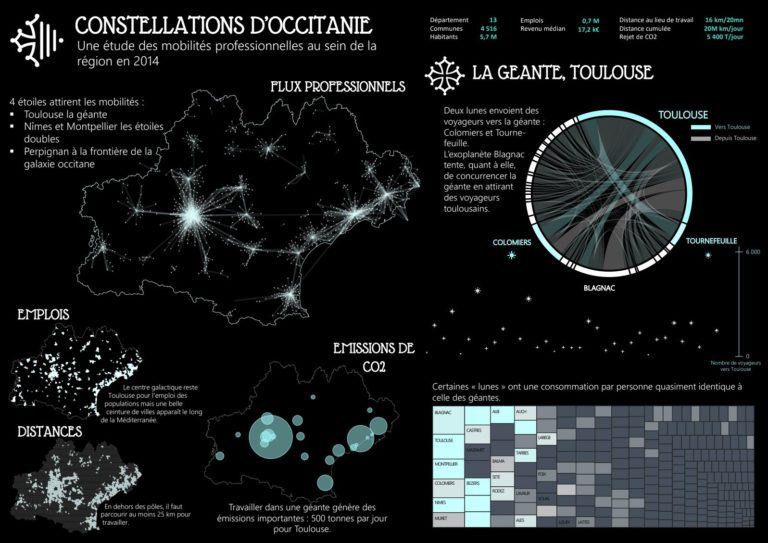 CONSTELLATIONS D'OCCITANIE
Une étude des mobilités professionnelles au sein de la
région en 2014
Département 13
Communes 4 516
Habitants 5,7 M
Emplois 0,7 M
Revenu médian 17,2 k€
Distance au lieu de travail 16 km/20mn
Distance cumulée 20M km/jour
Rejet de CO2 5 400 T/jour
FLUX PROFESSIONNELS
4 étoiles attirent les mobilités :
▪ Toulouse la géante
▪ Nîmes et Montpellier les étoiles
doubles
▪ Perpignan à la frontière de la
galaxie occitane
LA GEANTE, TOULOUSE
Deux lunes envoient des
voyageurs vers la géante :
Colomiers et Tourne-
feuille.
L'exoplanète Blagnac
tente, quant à elle,
de concurrencer la
géante en attirant
des voyageurs
toulousains.
TOULOUSE
Vers Toulouse
Depuis Toulouse
COLOMIERS
TOURNEFEUILLE
BLAGNAC
6 000
0
Nombre de voyageurs
vers Toulouse
EMPLOIS
Le centre galactique reste
Toulouse pour l'emploi des
populations mais une belle
ceinture de villes apparaît le long
de la Méditerranée.
DISTANCES
En dehors des pôles, il faut
parcourir au moins 25 km pour
travailler.
EMISSIONS DE
CO2
Travailler dans une géante génère des
émissions importantes : 500 tonnes par jour
pour Toulouse.
Certaines « lunes » ont une consommation par personne quasiment identique à
celle des géantes.
BLAGNAC
TOULOUSE
MONTPELLIER
COLOMIERS
NIMES
MURET
CASTRES
MAZAMET
BEZIERS
ALBI
BALMA
SETE
RODEZ
AUCH
TARBES
LAVAUR
ALES
LABEGE
FOIX
LATTES